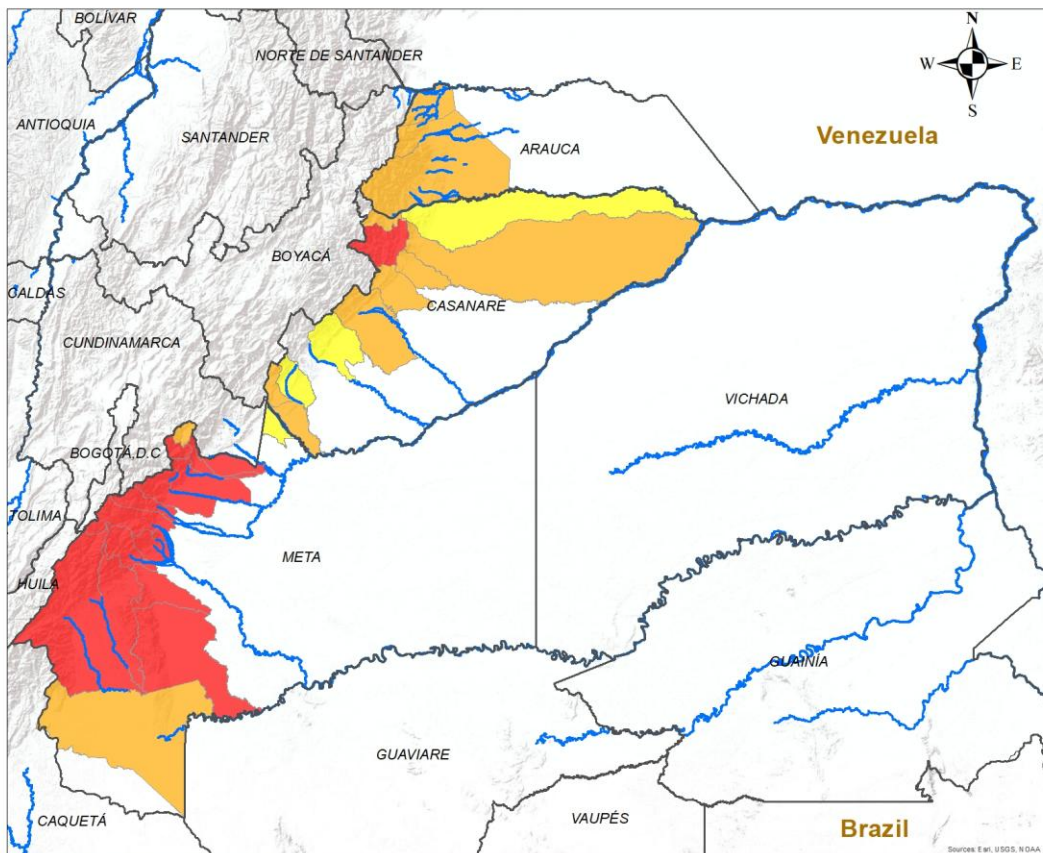 BOLÍVAR
N
NORTE DE SANTANDER
W
E
S
ANTIOQUIA
SANTANDER
Venezuela
ARAUCA
BOYACÁ
CALDAS
CASANARE
CUNDINAMARCA
VICHADA
BOGOTÁ, D.C
TOLIMA
META
HUILA
GUAINÍA
GUAVIARE
CAQUETÁ
VAUPÉS
Brazil
Sources: Esri, USGS, NOAA